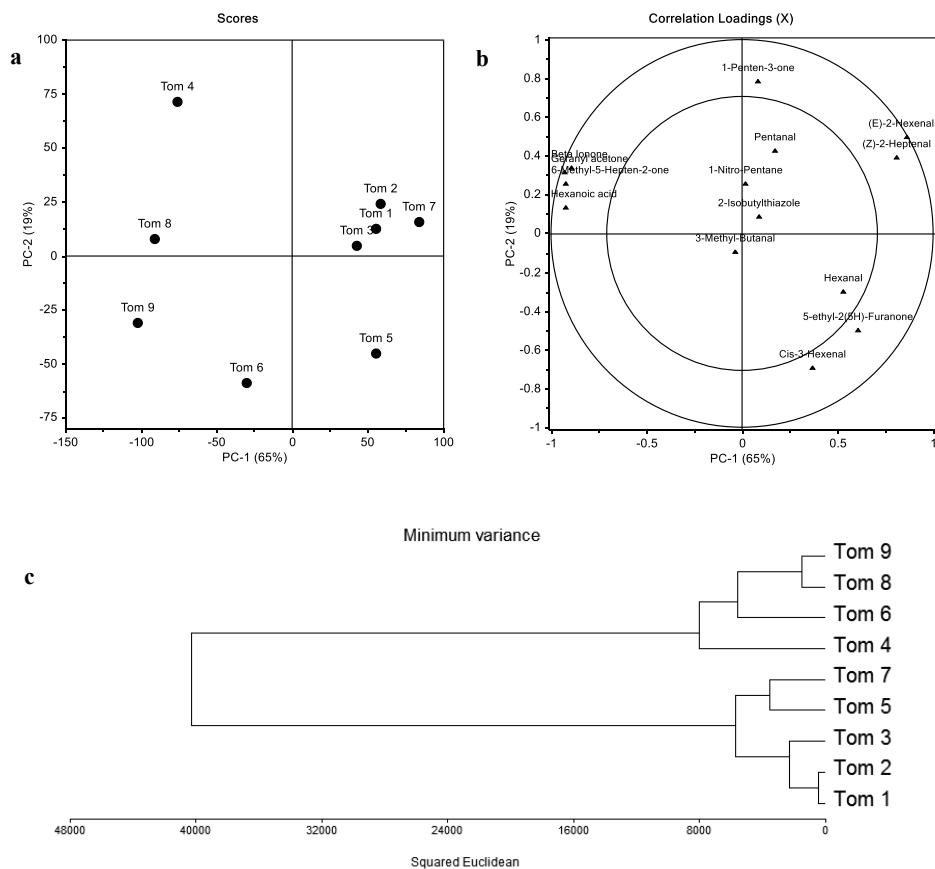 Scores
a
100
75
50
25
0
-25
-50
-75
PC-2 (19%)
Tom 4
Tom 2
Tom 1
Tom 7
Tom 3
Tom 8
Tom 9
Tom 5
Tom 6
-150
-100
-50
0
50
100
PC-1 (65%)
Correlation Loadings (X)
b
1
0.8
0.6
0.4
0.2
0
-0.2
-0.4
-0.6
-0.8
-1
PC-2 (19%)
1-Penten-3-one
(E)-2-Hexenal
Pentanal
(Z)-2-Heptenal
Beta Ionone
Geranyl acetone
6-Methyl-5-Hepten-2-one
1-Nitro-Pentane
Hexanoic acid
2-Isobutylthiazole
3-Methyl-Butanal
Hexanal
5-ethyl-2(5H)-Furanone
Cis-3-Hexenal
-1
-0.5
0
0.5
1
PC-1 (65%)
Minimum variance
c
Tom 9
Tom 8
Tom 6
Tom 4
Tom 7
Tom 5
Tom 3
Tom 2
Tom 1
48000
40000
32000
24000
16000
8000
0
Squared Euclidean